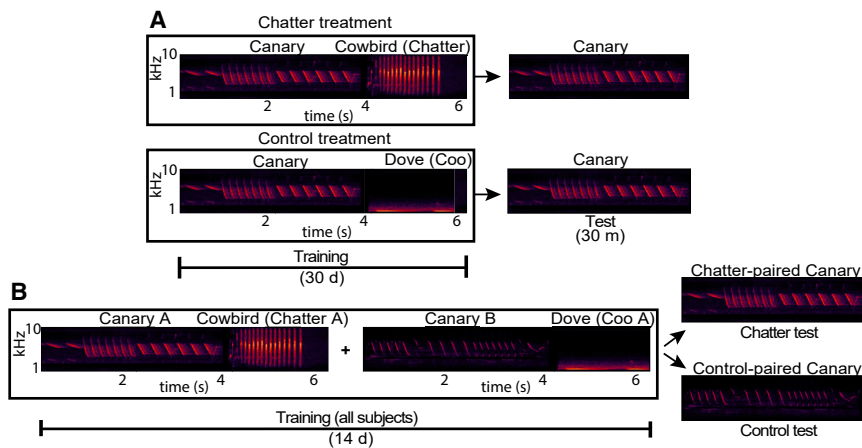 A
Chatter treatment
Canary
Cowbird (Chatter)
Canary
kHz
10
1
2
4
6
time (s)
Control treatment
Canary
Dove (Coo)
Canary
kHz
10
1
2
4
6
time (s)
Test
(30 m)
Training
(30 d)
B
Canary A
Cowbird (Chatter A)
Canary B
Dove (Coo A)
kHz
10
1
+
2
4
6
time (s)
2
4
6
time (s)
Training (all subjects)
(14 d)
Chatter-paired Canary
Chatter test
Control-paired Canary
Control test